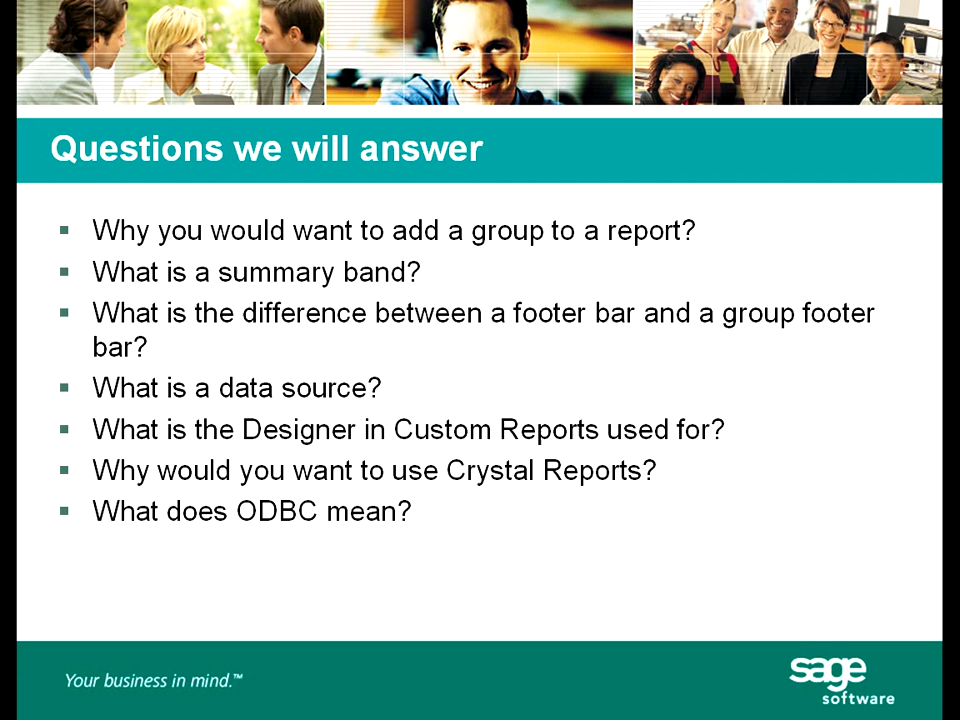 Questions we will answer
Why you would want to add a group to a report?
What is a summary band?
What is the difference between a footer bar and a group footer
bar?
What is a data source?
What is the Designer in Custom Reports used for?
Why would you want to use Crystal Reports?
What does ODBC mean?
Your business in mind.™
sage
software